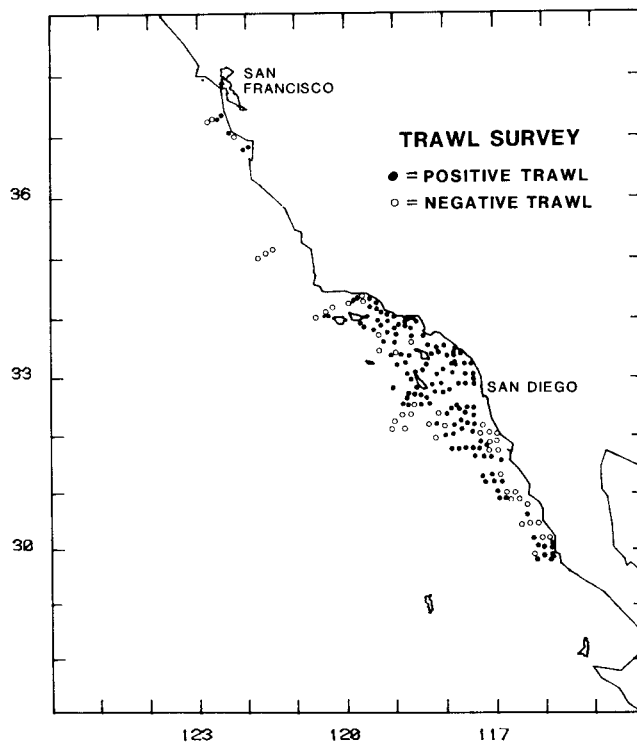 SAN
FRANCISCO
TRAWL SURVEY
● = POSITIVE TRAWL
○ = NEGATIVE TRAWL
36
33
SAN DIEGO
30
123
120
117